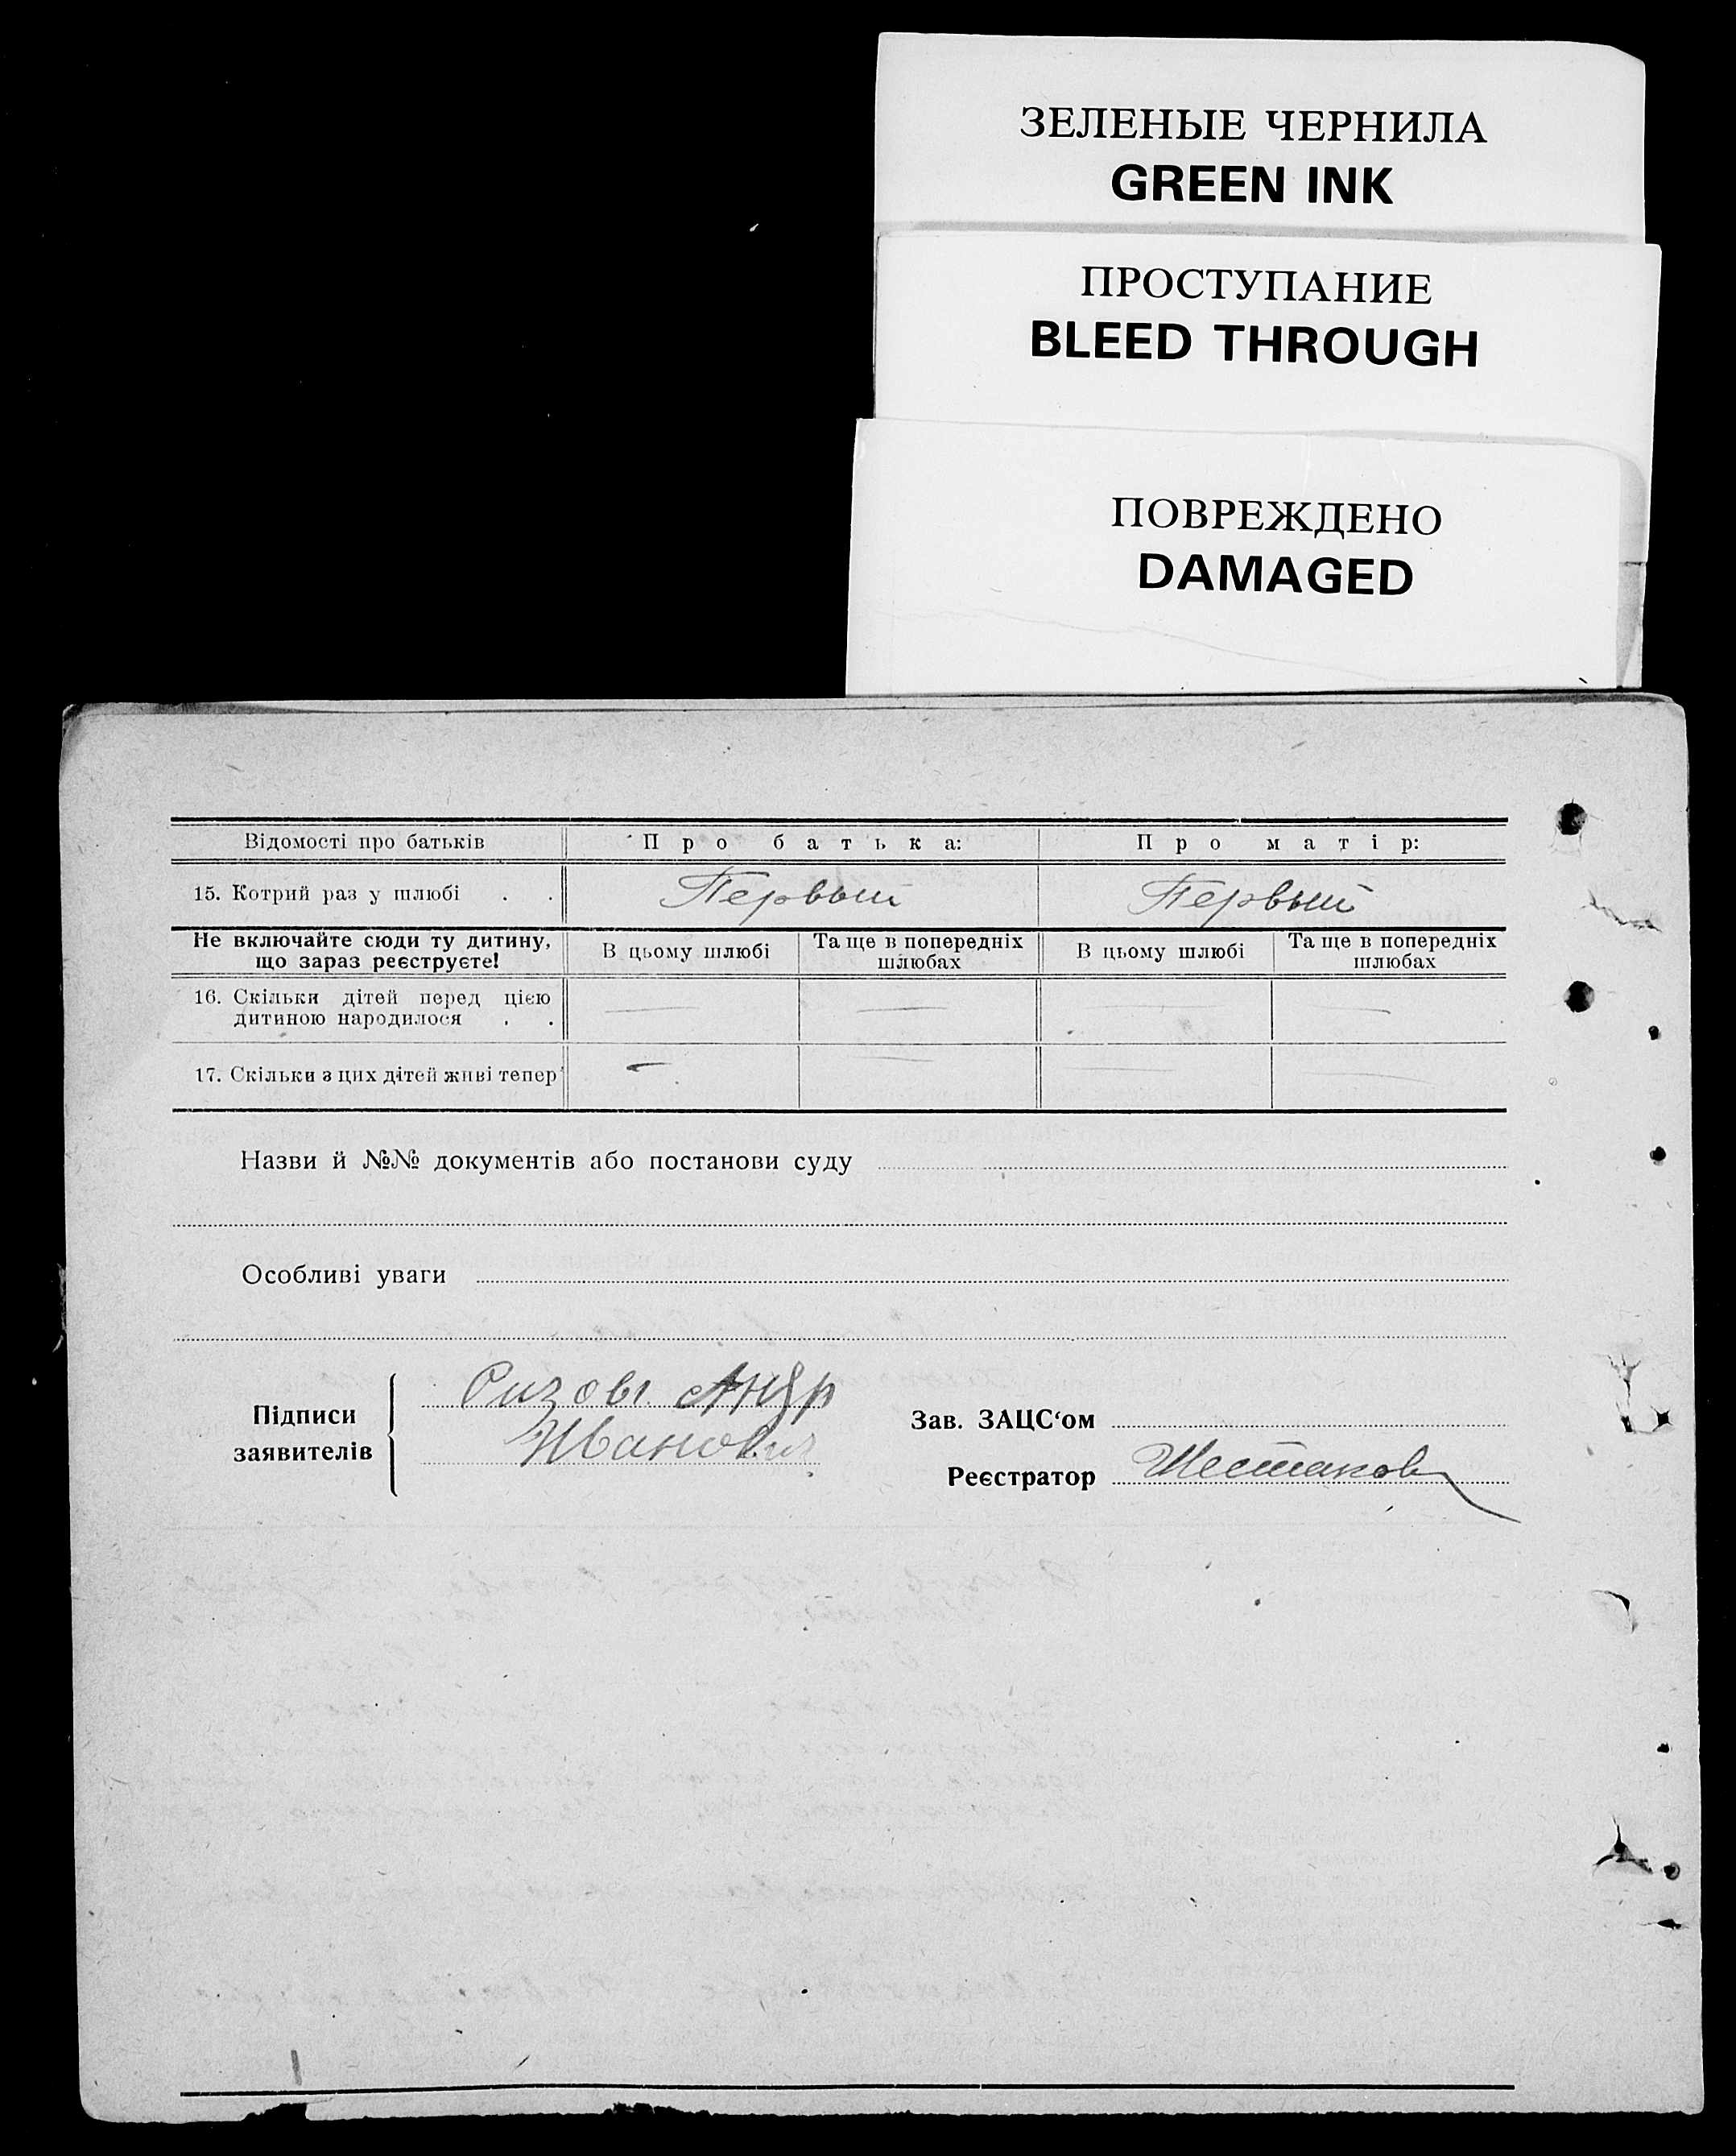 ЗЕЛЕНЫЕ ЧЕРНИЛА
GREEN INK
ПРОСТУПАНИЕ
BLEED THROUGH
ПОВРЕЖДЕНО
DAMAGED
Відомості про батьків Про батька: Про матір:
15. Котрий раз у шлюбі . . Первый Первый
Не включайте сюди ту дитину,
що зараз реєструєте!
В цьому шлюбі
Та ще в попередніх
шлюбах
В цьому шлюбі
Та ще в попередніх
шлюбах
16. Скільки дітей перед цією
дитиною народилося . .
17. Скільки з цих дітей живі тепер
Назви й №№ документів або постанови суду
Особливі уваги
Підписи
заявителів
Андр
Иванович
Зав. ЗАЦС‘ом
Реєстратор Шестаков